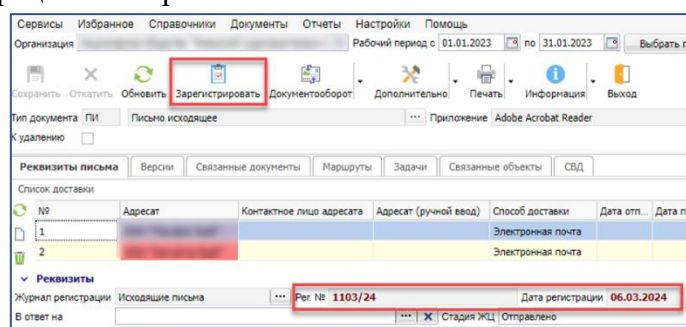 Сервисы Избранное Справочники Документы Отчеты Настройки Помощь
Организация Рабочий период с 01.01.2023 по 31.01.2023 Выбрать
Сохранить Откатить Обновить Зарегистрировать Документооборот Дополнительно Печать Информация Выход
Тип документа ПИ Письмо исходящее ... Приложение Adobe Acrobat Reader
К удалению
Реквизиты письма Версии Связанные документы Маршруты Задачи Связанные объекты СВД
Список доставки
№ Адресат Контактное лицо адресата Адресат (ручной ввод) Способ доставки Дата отп... Дата п
1 Электронная почта
2 Электронная почта
Реквизиты
Журнал регистрации Исходящие письма ... Рег. № 1103/24 Дата регистрации 06.03.2024
В ответ на ... X Стадия ЖЦ Отправлено